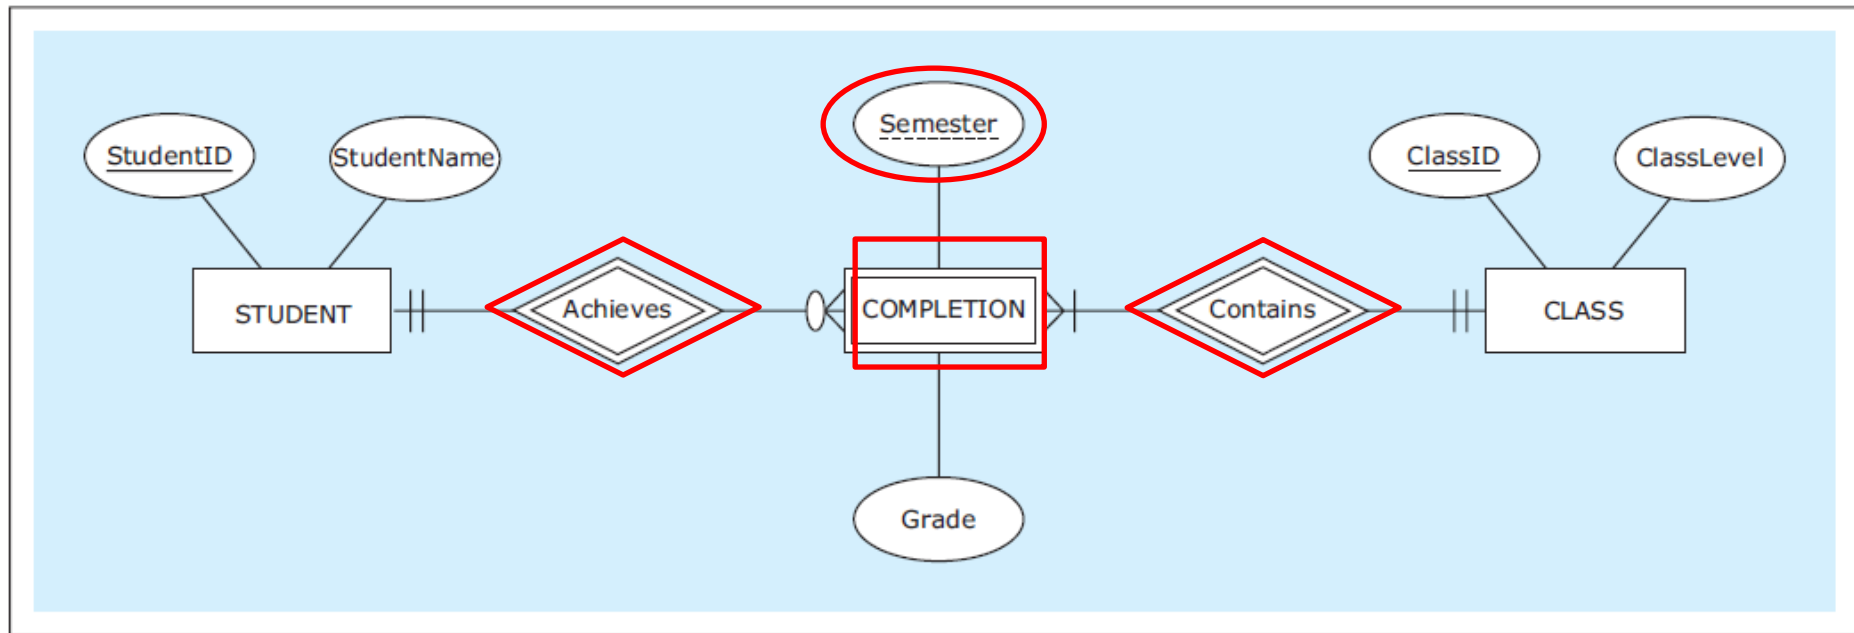 Semester
StudentID
StudentName
ClassID
ClassLevel
STUDENT
Achieves
COMPLETION
Contains
CLASS
Grade